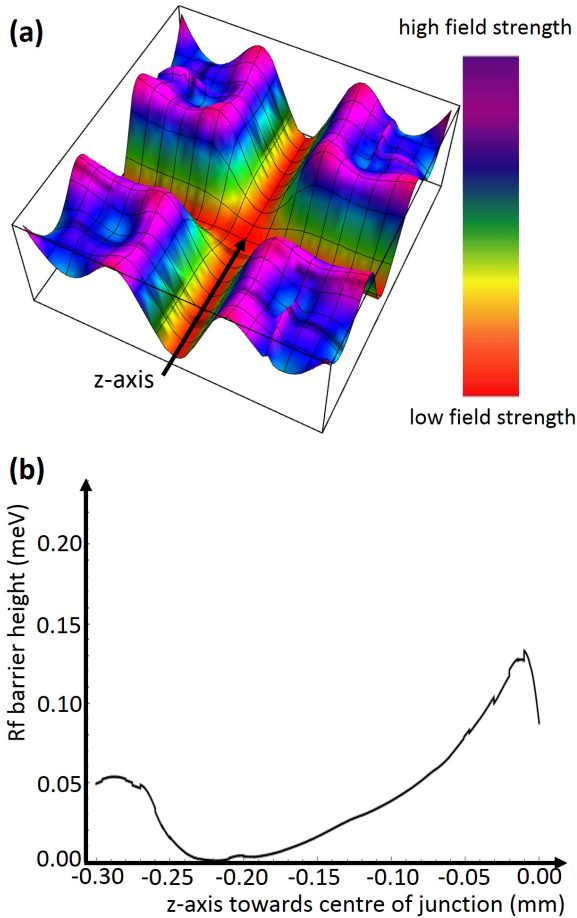 (a)
high field strength
z-axis
low field strength
(b)
Rf barrier height (meV)
0.20
0.15
0.10
0.05
0.00
-0.30 -0.25 -0.20 -0.15 -0.10 -0.05 0.00
z-axis towards centre of junction (mm)